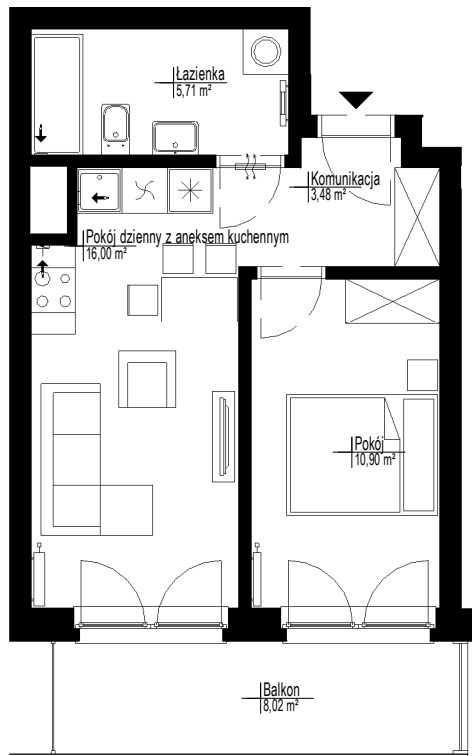 Łazienka
5,71 m²
Komunikacja
3,48 m²
Pokój dzienny z aneksem kuchennym
16,00 m²
Pokój
10,90 m²
Balkon
8,02 m²